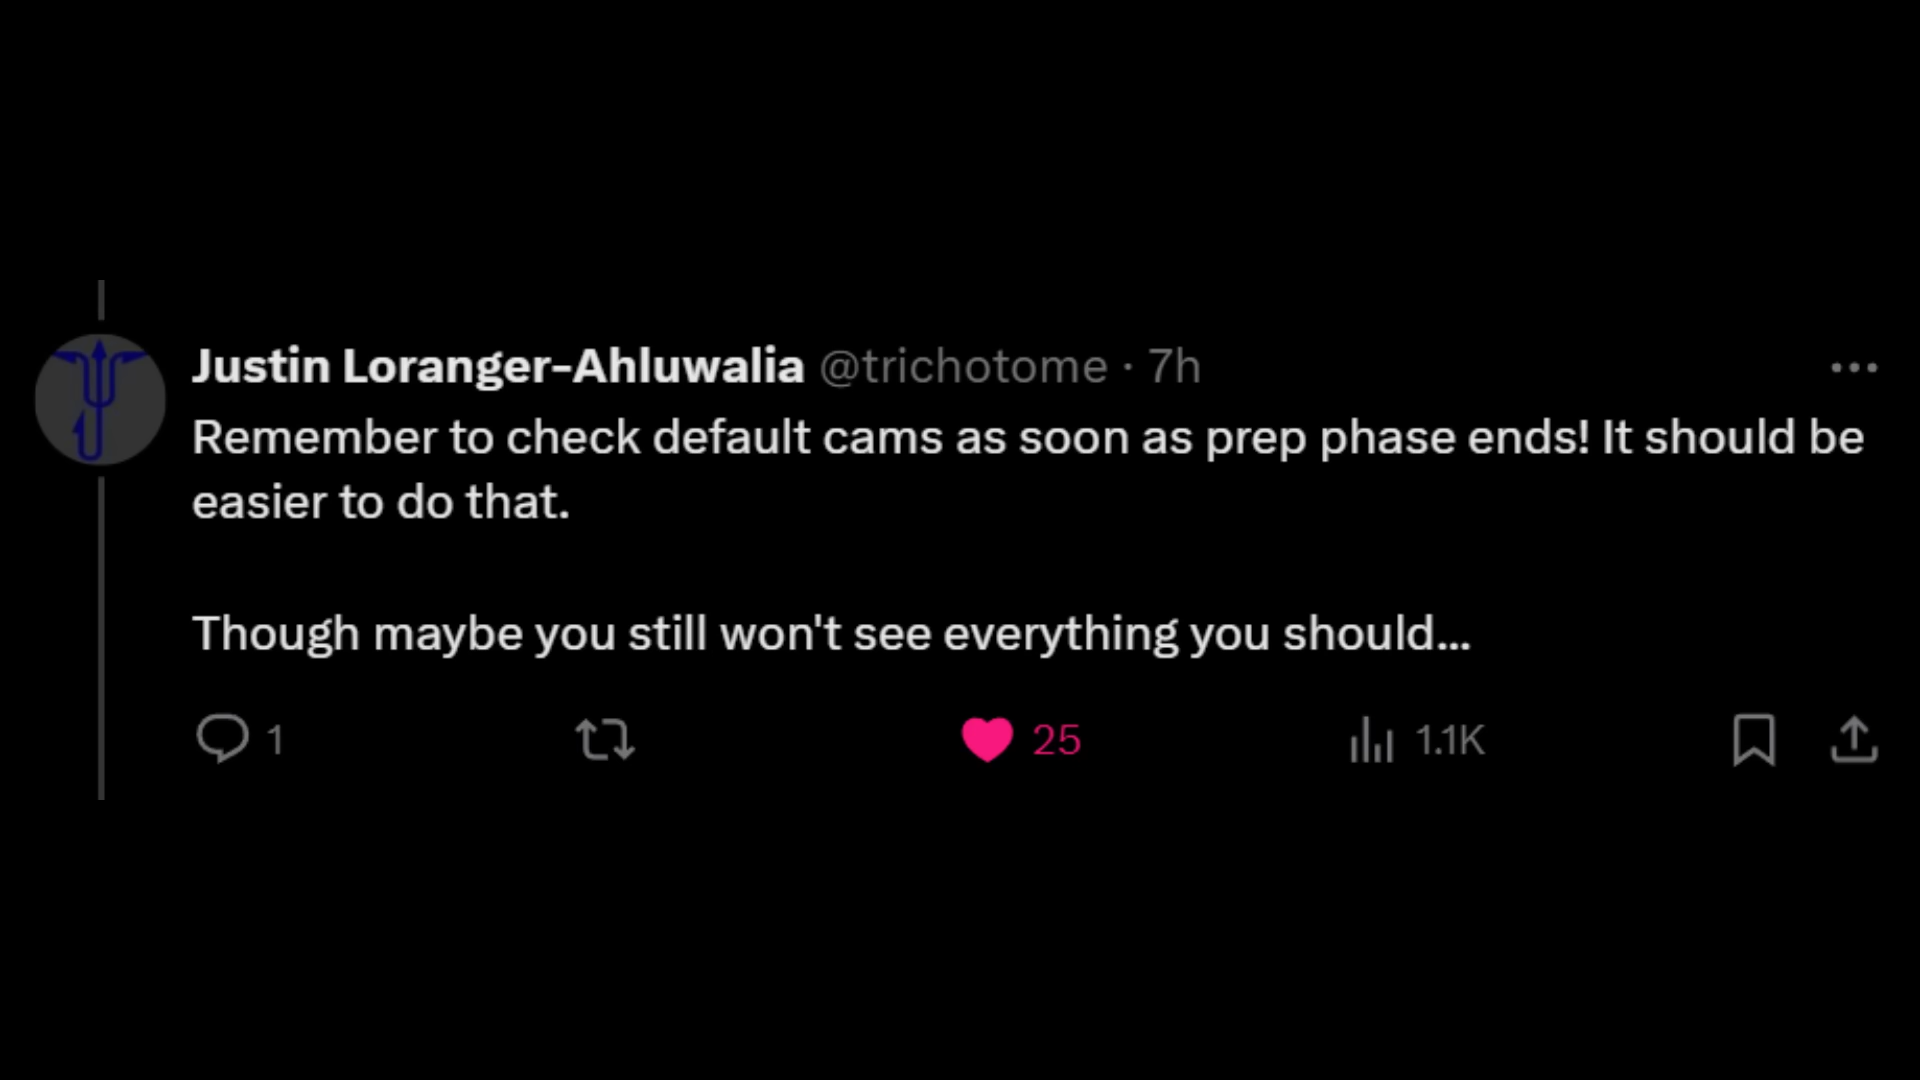 Justin Loranger-Ahluwalia @trichotome · 7h
Remember to check default cams as soon as prep phase ends! It should be
easier to do that.
Though maybe you still won't see everything you should...
1 25 1.1K